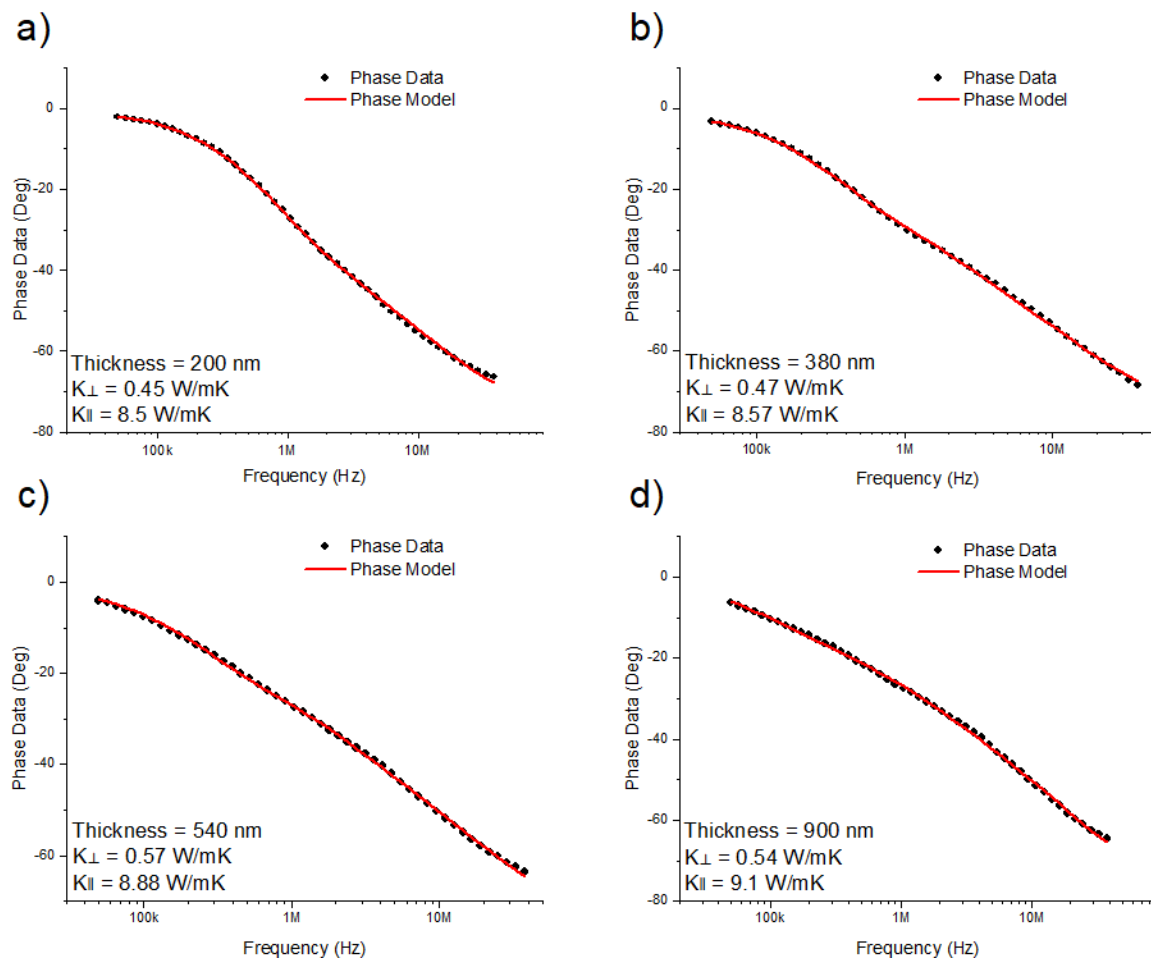 a)
Phase Data
Phase Model
0
-20
-40
-60
-80
Phase Data (Deg)
Thickness = 200 nm
K⊥ = 0.45 W/mK
K∥ = 8.5 W/mK
100k
1M
10M
Frequency (Hz)
b)
Phase Data
Phase Model
0
-20
-40
-60
-80
Phase Data (Deg)
Thickness = 380 nm
K⊥ = 0.47 W/mK
K∥ = 8.57 W/mK
100k
1M
10M
Frequency (Hz)
c)
Phase Data
Phase Model
0
-20
-40
-60
Phase Data (Deg)
Thickness = 540 nm
K⊥ = 0.57 W/mK
K∥ = 8.88 W/mK
100k
1M
10M
Frequency (Hz)
d)
Phase Data
Phase Model
0
-20
-40
-60
-80
Phase Data (Deg)
Thickness = 900 nm
K⊥ = 0.54 W/mK
K∥ = 9.1 W/mK
100k
1M
10M
Frequency (Hz)